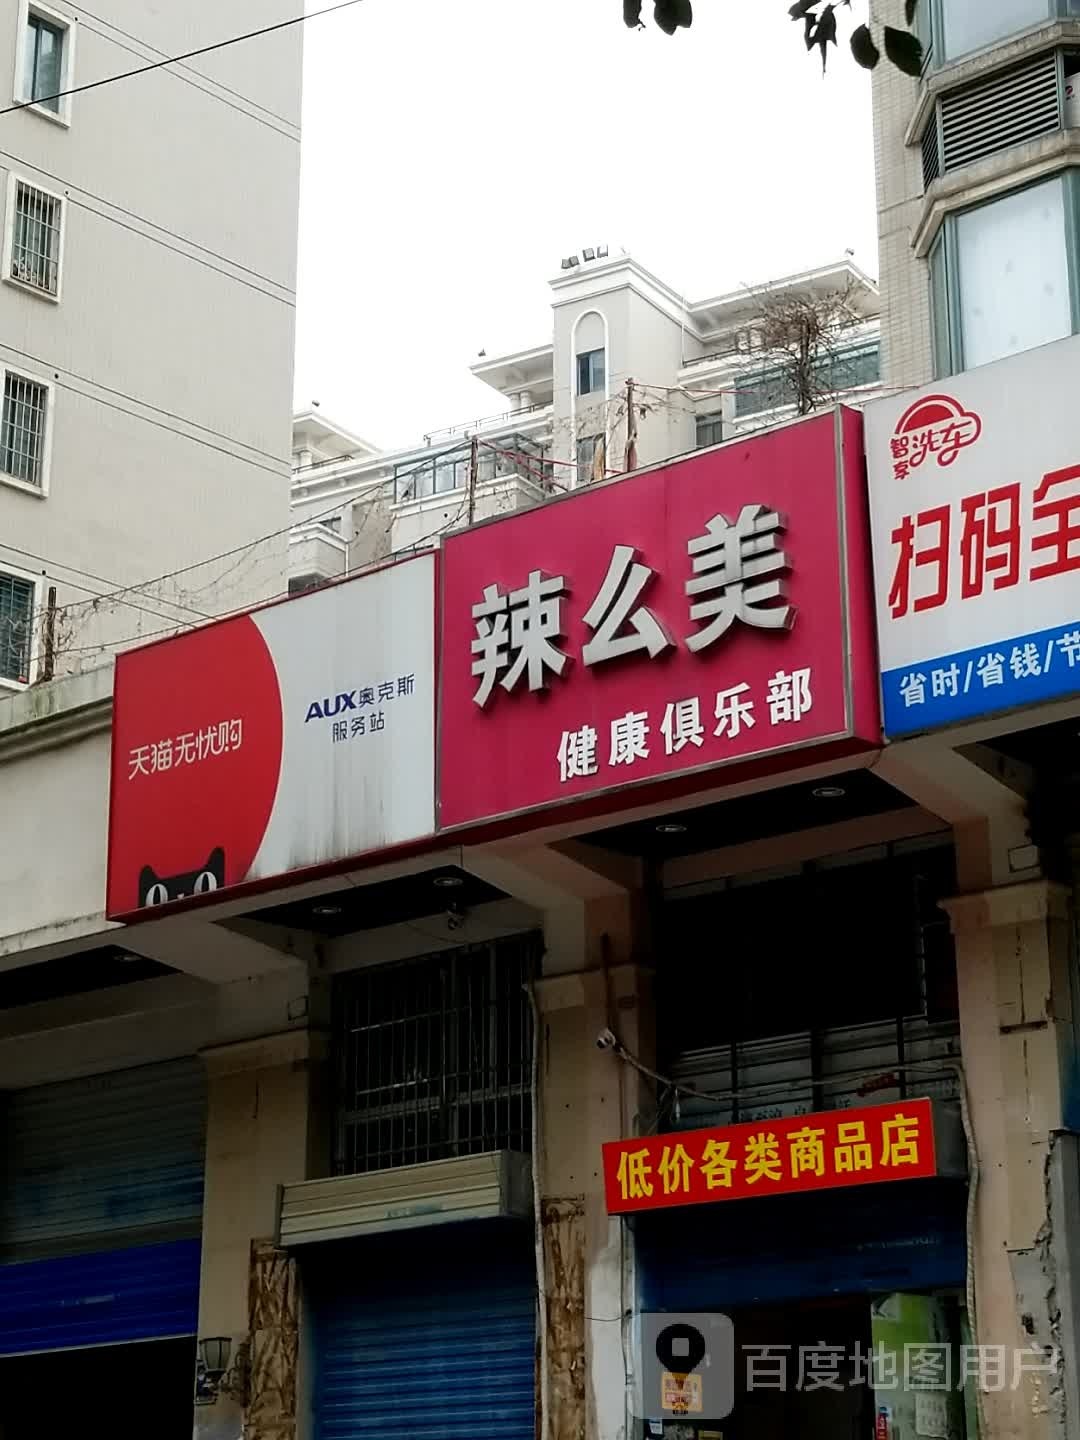 天猫无忧购
AUX奥克斯
服务站
辣么美
健康俱乐部
智享洗车
扫码全
省时/省钱/节
低价各类商品店
百度地图用户